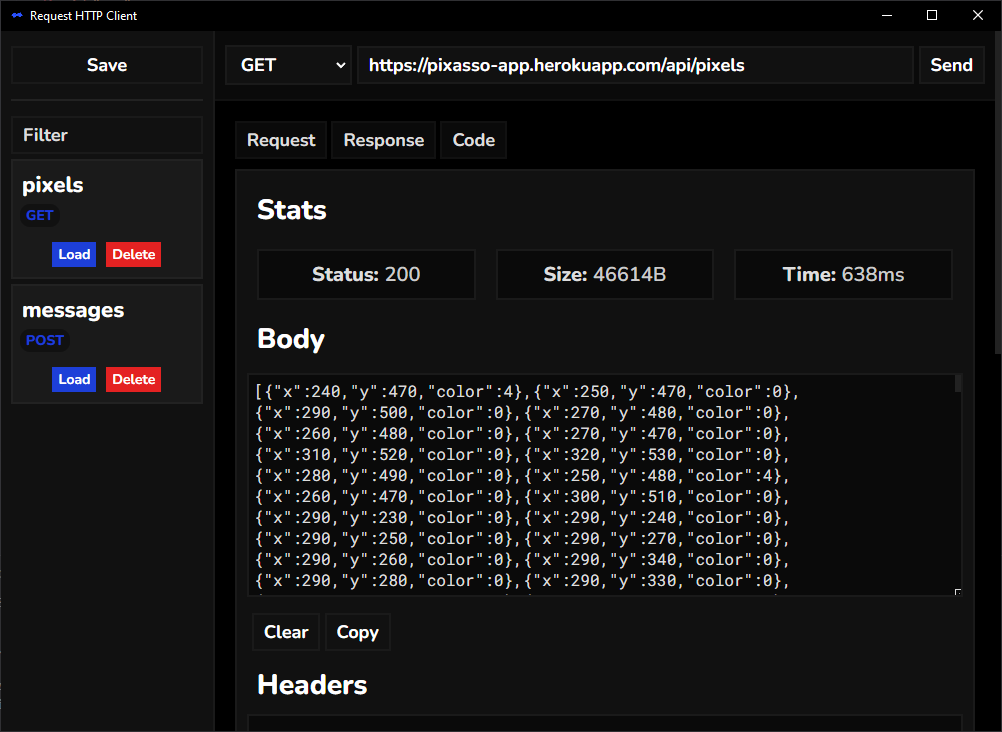 Request HTTP Client
Save
GET
https://pixasso-app.herokuapp.com/api/pixels
Send
Filter
pixels
GET
Load Delete
messages
POST
Load Delete
Request Response Code
Stats
Status: 200 Size: 46614B Time: 638ms
Body
[{"x":240,"y":470,"color":4},{"x":250,"y":470,"color":0},
{"x":290,"y":500,"color":0},{"x":270,"y":480,"color":0},
{"x":260,"y":480,"color":0},{"x":270,"y":470,"color":0},
{"x":310,"y":520,"color":0},{"x":320,"y":530,"color":0},
{"x":280,"y":490,"color":0},{"x":250,"y":480,"color":4},
{"x":260,"y":470,"color":0},{"x":300,"y":510,"color":0},
{"x":290,"y":230,"color":0},{"x":290,"y":240,"color":0},
{"x":290,"y":250,"color":0},{"x":290,"y":270,"color":0},
{"x":290,"y":260,"color":0},{"x":290,"y":340,"color":0},
{"x":290,"y":280,"color":0},{"x":290,"y":330,"color":0},
Clear Copy
Headers